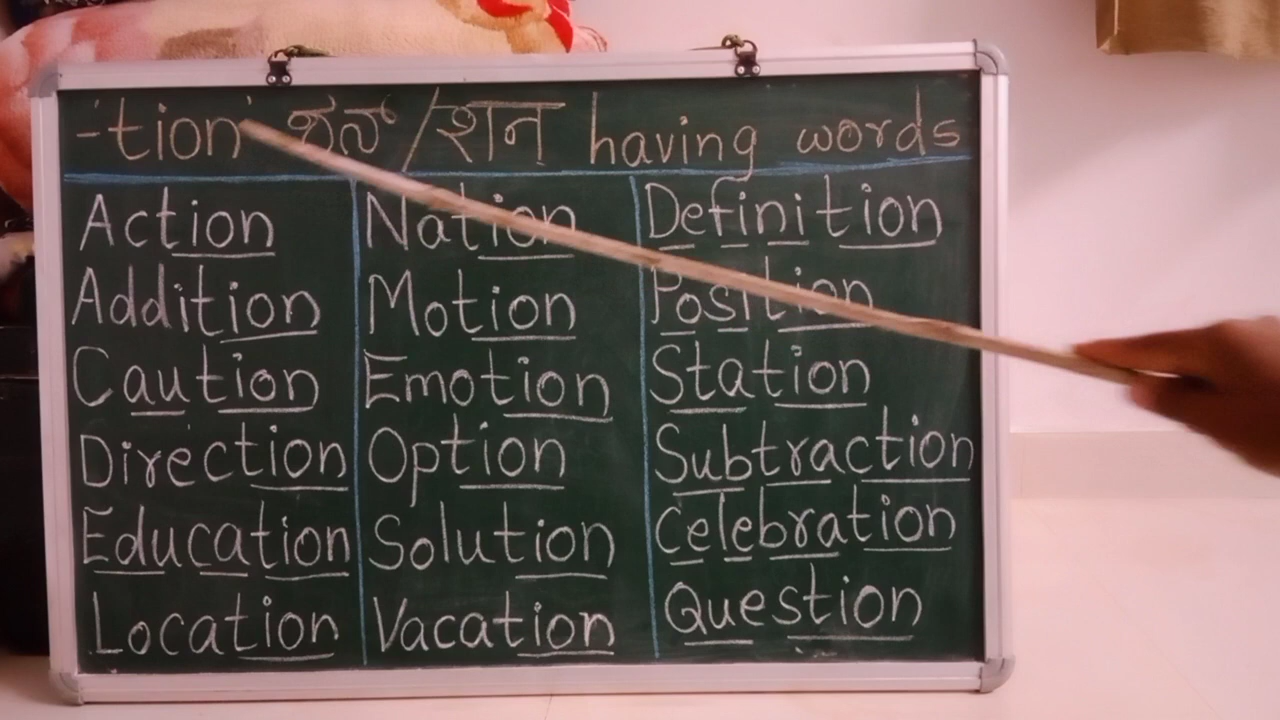 '-tion' ಶನ್ /शन having words
Action Nation Definition
Addition Motion Position
Caution Emotion Station
Direction Option Subtraction
Education Solution Celebration
Location Vacation Question